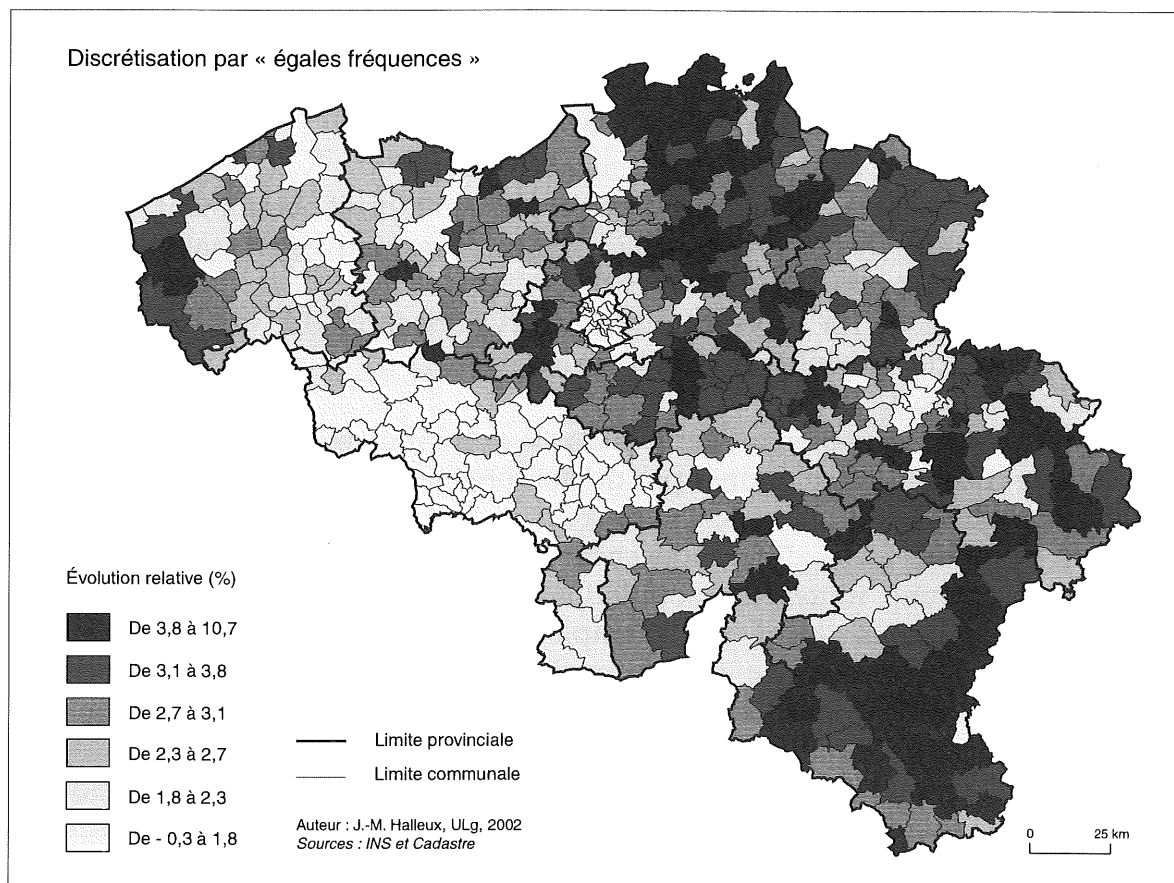 Discrétisation par « égales fréquences »
Évolution relative (%)
De 3,8 à 10,7
De 3,1 à 3,8
De 2,7 à 3,1
De 2,3 à 2,7
De 1,8 à 2,3
De - 0,3 à 1,8
Limite provinciale
Limite communale
Auteur : J.-M. Halleux, ULg, 2002
Sources : INS et Cadastre
0 25 km